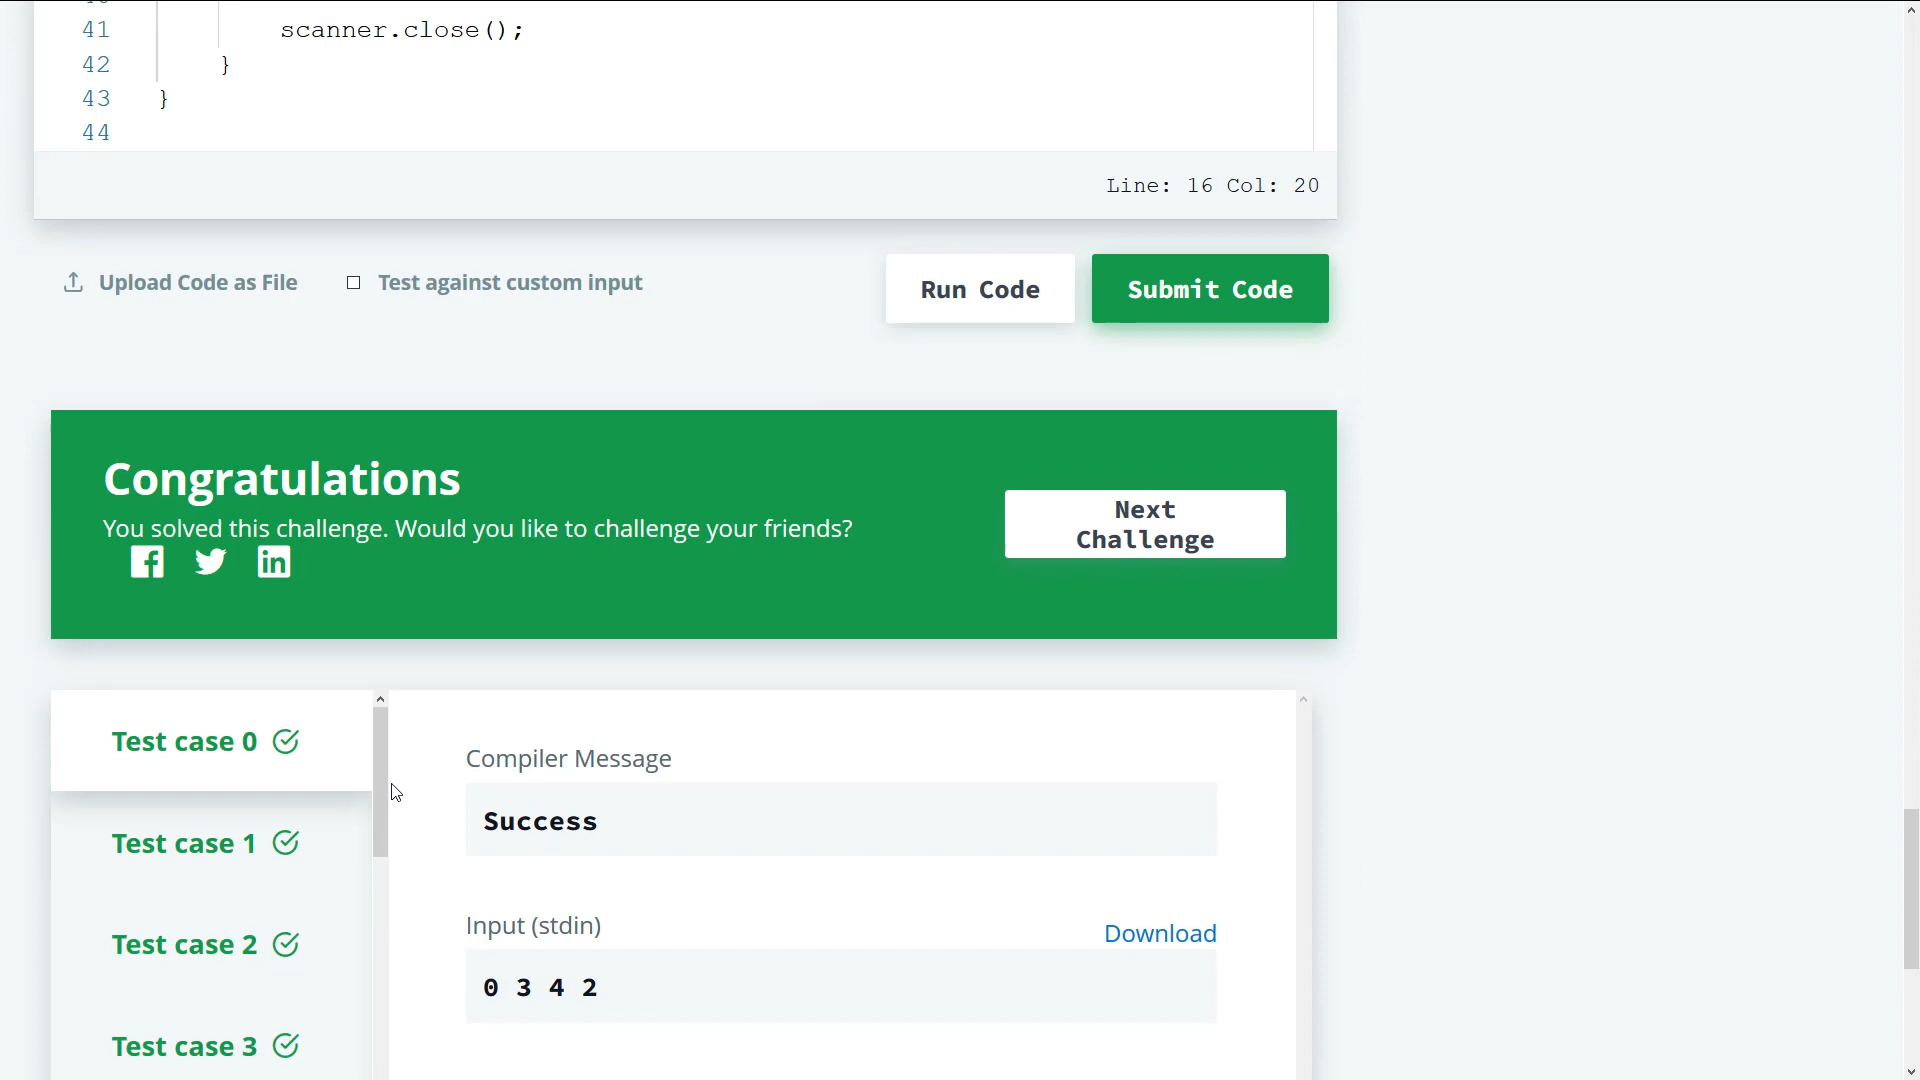 41 scanner.close();
42 }
43 }
44
Line: 16 Col: 20
Upload Code as File
Test against custom input
Run Code
Submit Code
Congratulations
You solved this challenge. Would you like to challenge your friends?
Next
Challenge
Test case 0
Test case 1
Test case 2
Test case 3
Compiler Message
Success
Input (stdin)
Download
0 3 4 2